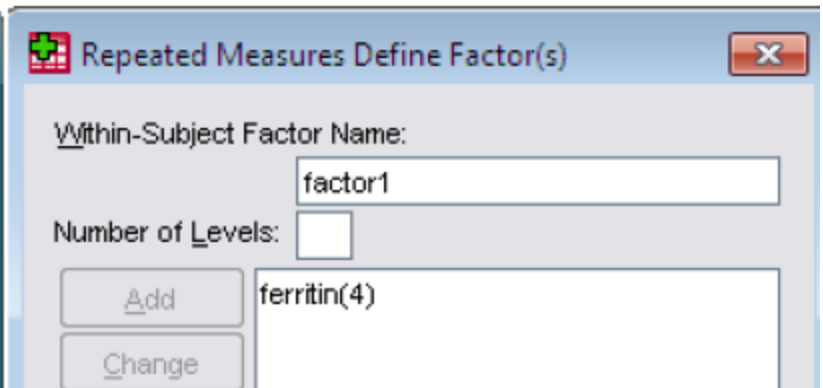 Repeated Measures Define Factor(s)
Within-Subject Factor Name:
factor1
Number of Levels:
Add
ferritin(4)
Change